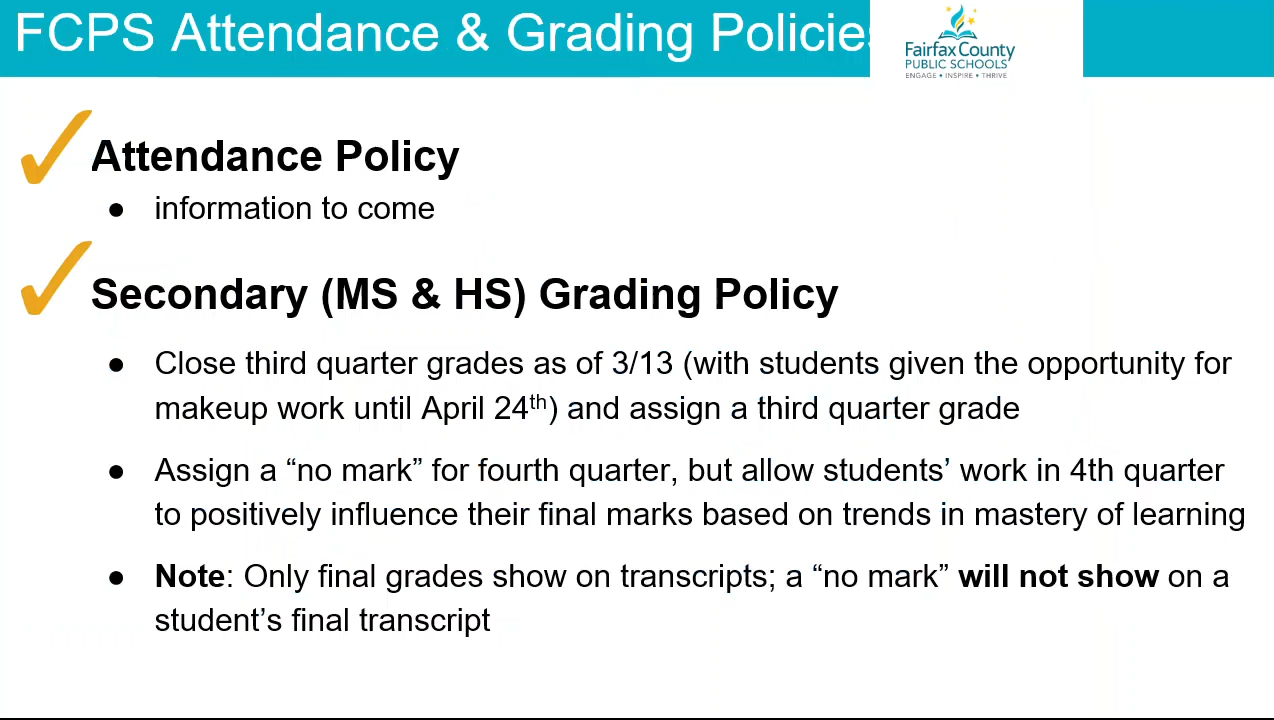 FCPS Attendance & Grading Policies
Fairfax County
PUBLIC SCHOOLS
ENGAGE • INSPIRE • THRIVE
Attendance Policy
● information to come
Secondary (MS & HS) Grading Policy
● Close third quarter grades as of 3/13 (with students given the opportunity for
makeup work until April 24th) and assign a third quarter grade
● Assign a “no mark” for fourth quarter, but allow students’ work in 4th quarter
to positively influence their final marks based on trends in mastery of learning
● Note: Only final grades show on transcripts; a “no mark” will not show on a
student’s final transcript